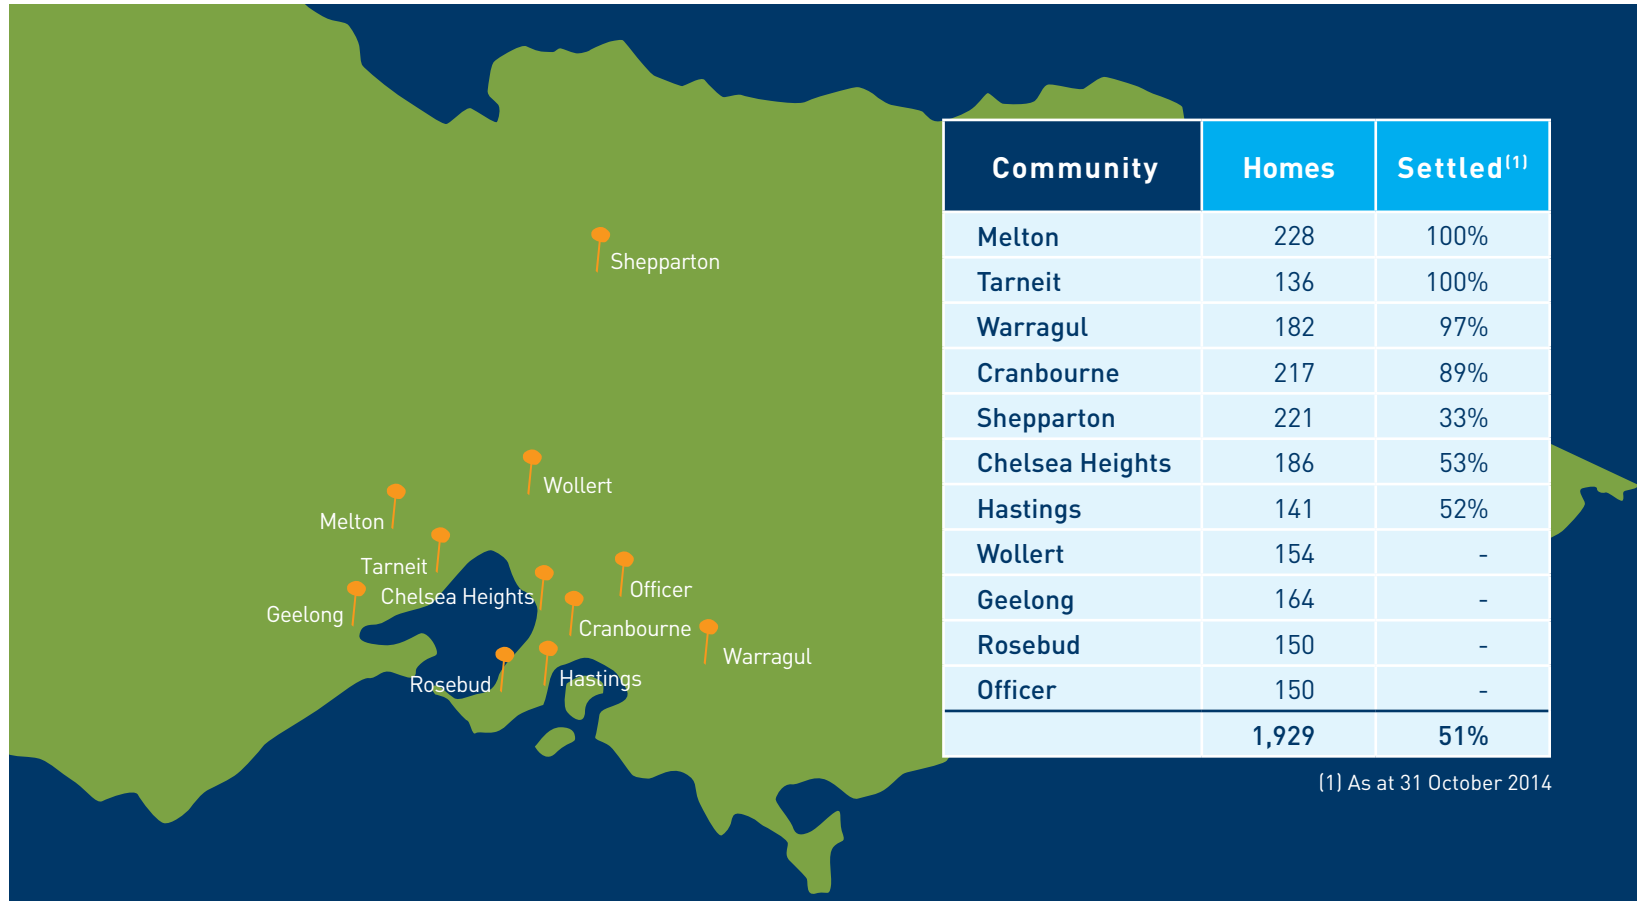 Shepparton
Wollert
Melton
Tarneit
Chelsea Heights
Officer
Geelong
Cranbourne
Warragul
Rosebud
Hastings
Community Homes Settled(1)
Melton 228 100%
Tarneit 136 100%
Warragul 182 97%
Cranbourne 217 89%
Shepparton 221 33%
Chelsea Heights 186 53%
Hastings 141 52%
Wollert 154 -
Geelong 164 -
Rosebud 150 -
Officer 150 -
1,929 51%
(1) As at 31 October 2014